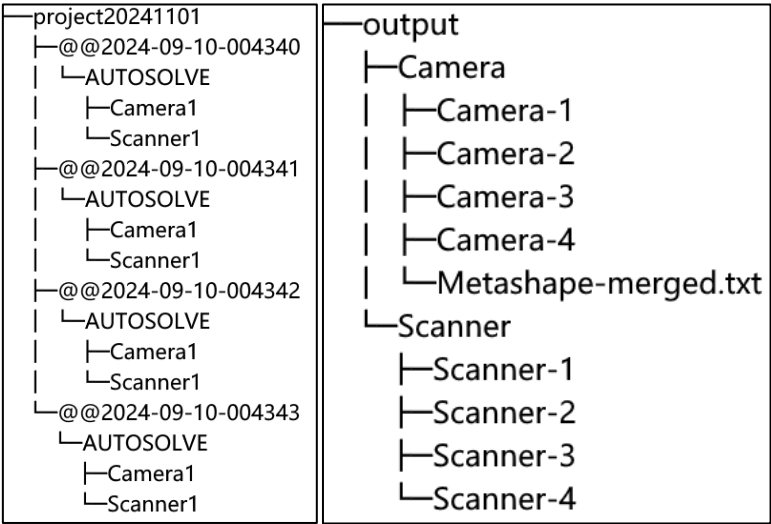 project20241101
@@2024-09-10-004340
AUTOSOLVE
Camera1
Scanner1
@@2024-09-10-004341
AUTOSOLVE
Camera1
Scanner1
@@2024-09-10-004342
AUTOSOLVE
Camera1
Scanner1
@@2024-09-10-004343
AUTOSOLVE
Camera1
Scanner1
output
Camera
Camera-1
Camera-2
Camera-3
Camera-4
Metashape-merged.txt
Scanner
Scanner-1
Scanner-2
Scanner-3
Scanner-4